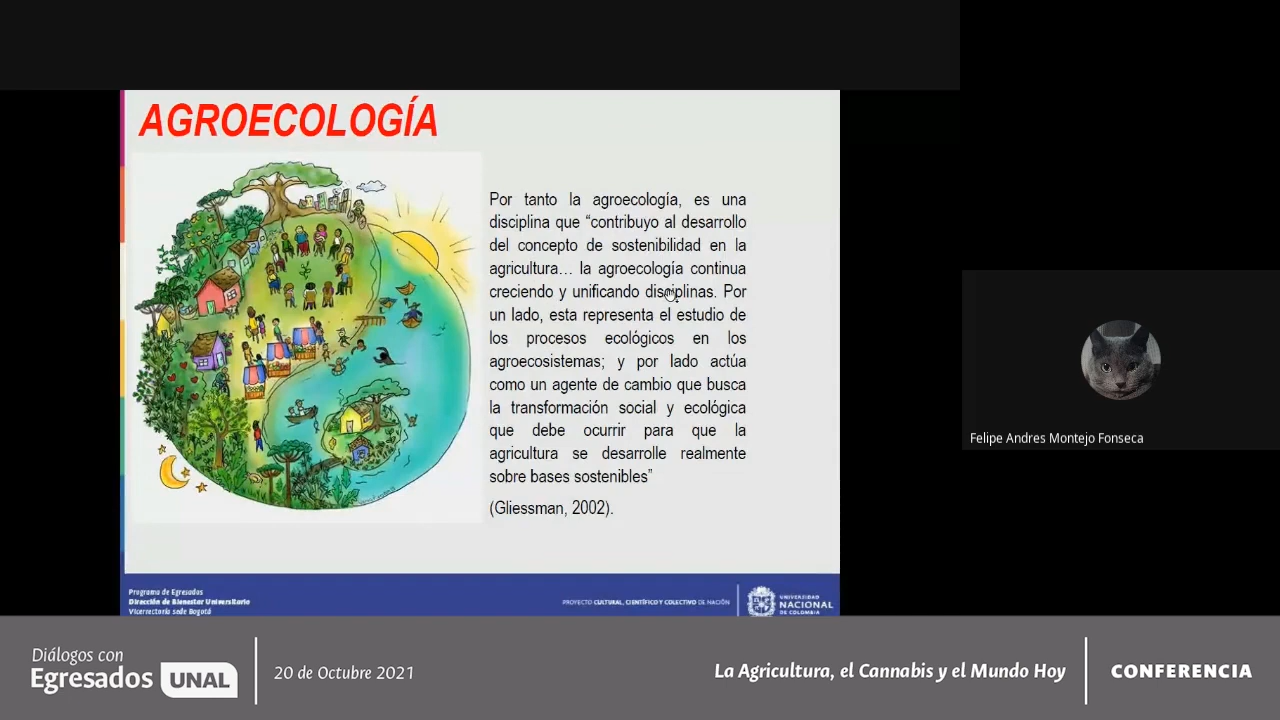 AGROECOLOGÍA
Por tanto la agroecología, es una
disciplina que “contribuyo al desarrollo
del concepto de sostenibilidad en la
agricultura… la agroecología continua
creciendo y unificando disciplinas. Por
un lado, esta representa el estudio de
los procesos ecológicos en los
agroecosistemas; y por lado actúa
como un agente de cambio que busca
la transformación social y ecológica
que debe ocurrir para que la
agricultura se desarrolle realmente
sobre bases sostenibles”
(Gliessman, 2002).
Felipe Andres Montejo Fonseca
Programa de Egresados
Dirección de Bienestar Universitario
Vicerrectoría sede Bogotá
PROYECTO CULTURAL, CIENTÍFICO Y COLECTIVO DE NACIÓN
UNIVERSIDAD
NACIONAL
DE COLOMBIA
Diálogos con
Egresados UNAL
20 de Octubre 2021
La Agricultura, el Cannabis y el Mundo Hoy
CONFERENCIA